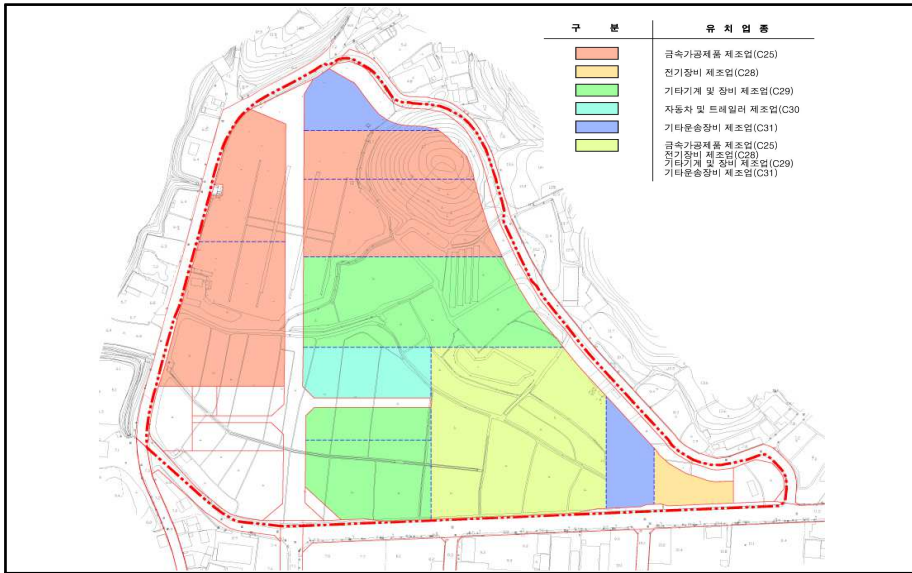 구 분 유 치 업 종
금속가공제품 제조업(C25)
전기장비 제조업(C28)
기타기계 및 장비 제조업(C29)
자동차 및 트레일러 제조업(C30
기타운송장비 제조업(C31)
금속가공제품 제조업(C25)
전기장비 제조업(C28)
기타기계 및 장비 제조업(C29)
기타운송장비 제조업(C31)